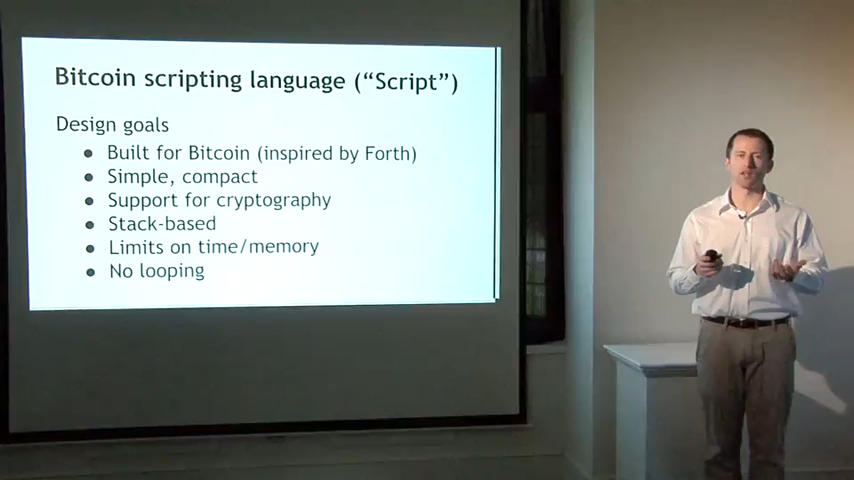 Bitcoin scripting language (“Script”)
Design goals
● Built for Bitcoin (inspired by Forth)
● Simple, compact
● Support for cryptography
● Stack-based
● Limits on time/memory
● No looping